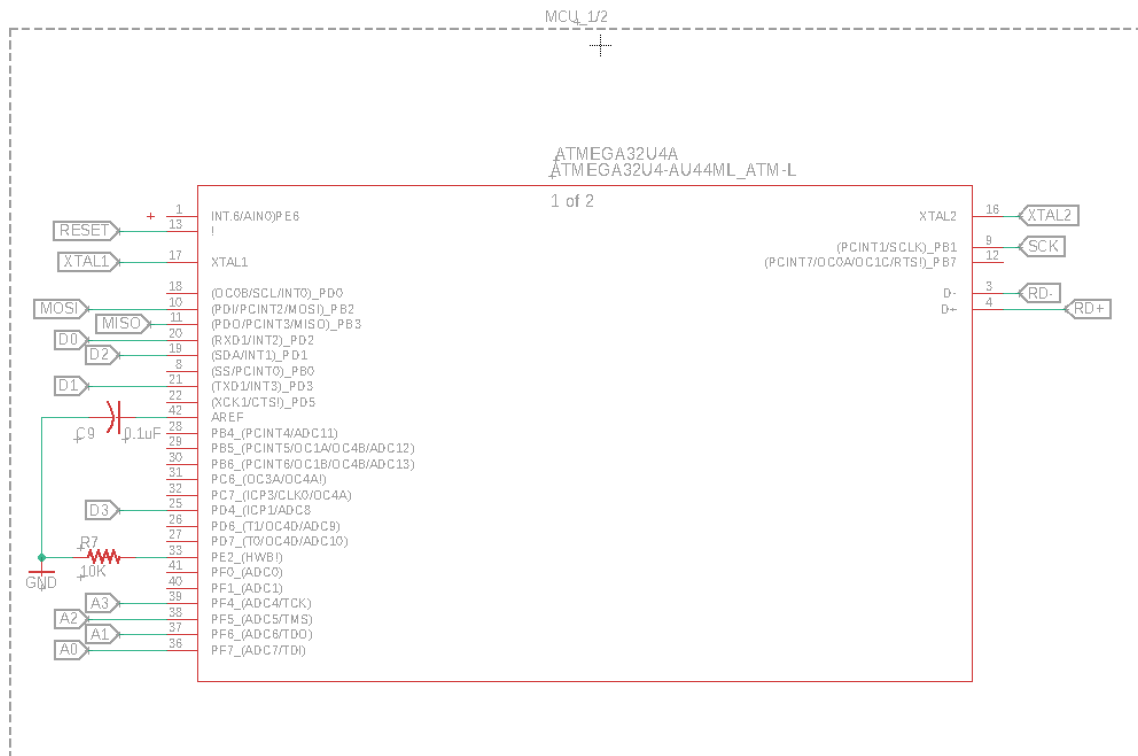 MCU_1/2
ATMEGA32U4A
ATMEGA32U4-AU44ML_ATM-L
1 of 2
1 INT.6/AIN0)PE6
RESET 13 !
XTAL1 17 XTAL1
18 (OC0B/SCL/INT0)_PD0
MOSI 10 (PDI/PCINT2/MOSI)_PB2
MISO 11 (PDO/PCINT3/MISO)_PB3
D0 20 (RXD1/INT2)_PD2
D2 19 (SDA/INT1)_PD1
8 (SS/PCINT0)_PB0
D1 21 (TXD1/INT3)_PD3
22 (XCK1/CTS!)_PD5
42 AREF
C9 0.1uF
28 PB4_(PCINT4/ADC11)
29 PB5_(PCINT5/OC1A/OC4B/ADC12)
30 PB6_(PCINT6/OC1B/OC4B/ADC13)
31 PC6_(OC3A/OC4A!)
32 PC7_(ICP3/CLK0/OC4A)
D3 25 PD4_(ICP1/ADC8
26 PD6_(T1/OC4D/ADC9)
27 PD7_(T0/OC4D/ADC10)
R7
33 PE2_(HWB!)
10K
GND
41 PF0_(ADC0)
40 PF1_(ADC1)
A3 39 PF4_(ADC4/TCK)
A2 38 PF5_(ADC5/TMS)
A1 37 PF6_(ADC6/TDO)
A0 36 PF7_(ADC7/TDI)
XTAL2 16 XTAL2
(PCINT1/SCLK)_PB1 9 SCK
(PCINT7/OC0A/OC1C/RTS!)_PB7 12
D- 3 RD-
D+ 4 RD+